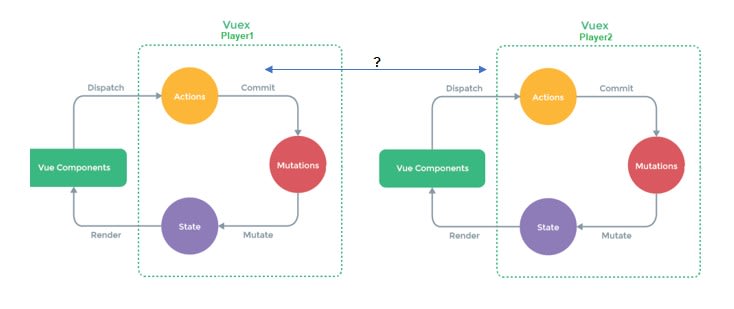 Vuex
Player1
?
Vuex
Player2
Dispatch
Actions
Commit
Vue Components
Mutations
Render
State
Mutate
Dispatch
Actions
Commit
Vue Components
Mutations
Render
State
Mutate